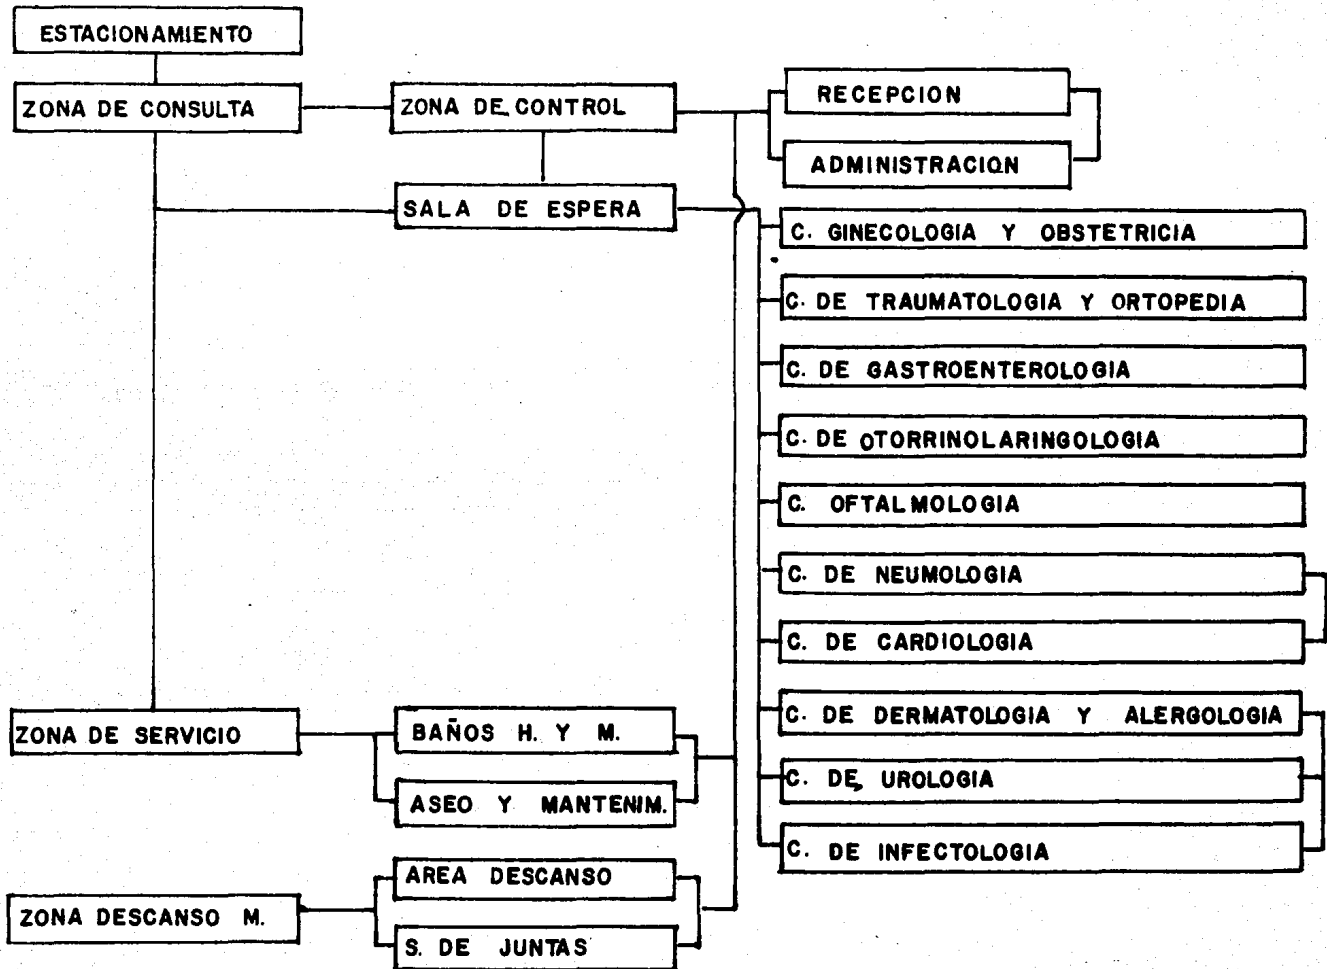 ESTACIONAMIENTO
ZONA DE CONSULTA
ZONA DE CONTROL
RECEPCION
ADMINISTRACION
SALA DE ESPERA
C. GINECOLOGIA Y OBSTETRICIA
C. DE TRAUMATOLOGIA Y ORTOPEDIA
C. DE GASTROENTEROLOGIA
C. DE OTORRINOLARINGOLOGIA
C. OFTALMOLOGIA
C. DE NEUMOLOGIA
C. DE CARDIOLOGIA
C. DE DERMATOLOGIA Y ALERGOLOGIA
C. DE UROLOGIA
C. DE INFECTOLOGIA
ZONA DE SERVICIO
BAÑOS H. Y M.
ASEO Y MANTENIM.
ZONA DESCANSO M.
AREA DESCANSO
S. DE JUNTAS